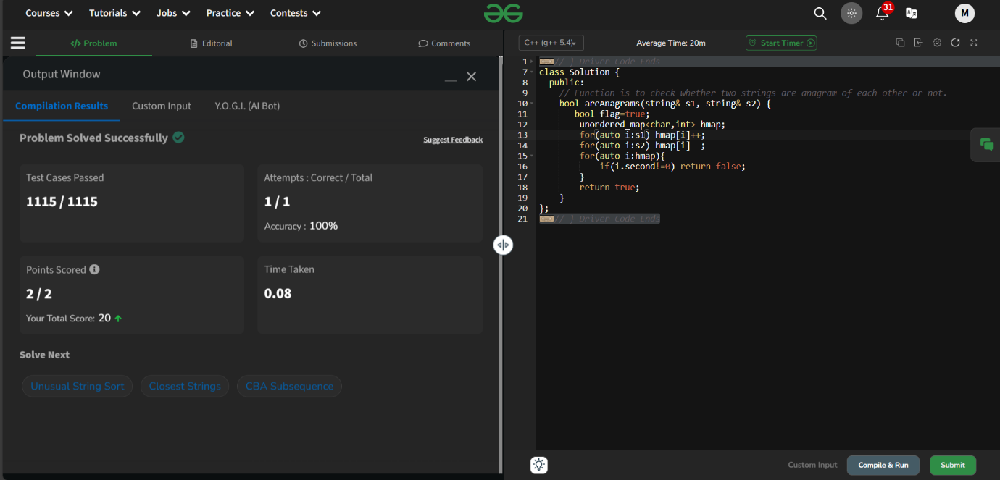 Courses Tutorials Jobs Practice Contests 31 M
</> Problem Editorial Submissions Comments
C++ (g++ 5.4) Average Time: 20m Start Timer
Output Window
Compilation Results Custom Input Y.O.G.I. (AI Bot)
Problem Solved Successfully
Suggest Feedback
Test Cases Passed
1115 / 1115
Attempts : Correct / Total
1 / 1
Accuracy : 100%
Points Scored
2 / 2
Your Total Score: 20
Time Taken
0.08
Solve Next
Unusual String Sort Closest Strings CBA Subsequence
1 // } Driver Code Ends
7 class Solution {
8 public:
9 // Function is to check whether two strings are anagram of each other or not.
10 bool areAnagrams(string& s1, string& s2) {
11 bool flag=true;
12 unordered_map<char,int> hmap;
13 for(auto i:s1) hmap[i]++;
14 for(auto i:s2) hmap[i]--;
15 for(auto i:hmap){
16 if(i.second!=0) return false;
17 }
18 return true;
19 }
20 };
21 // } Driver Code Ends
Custom Input Compile & Run Submit